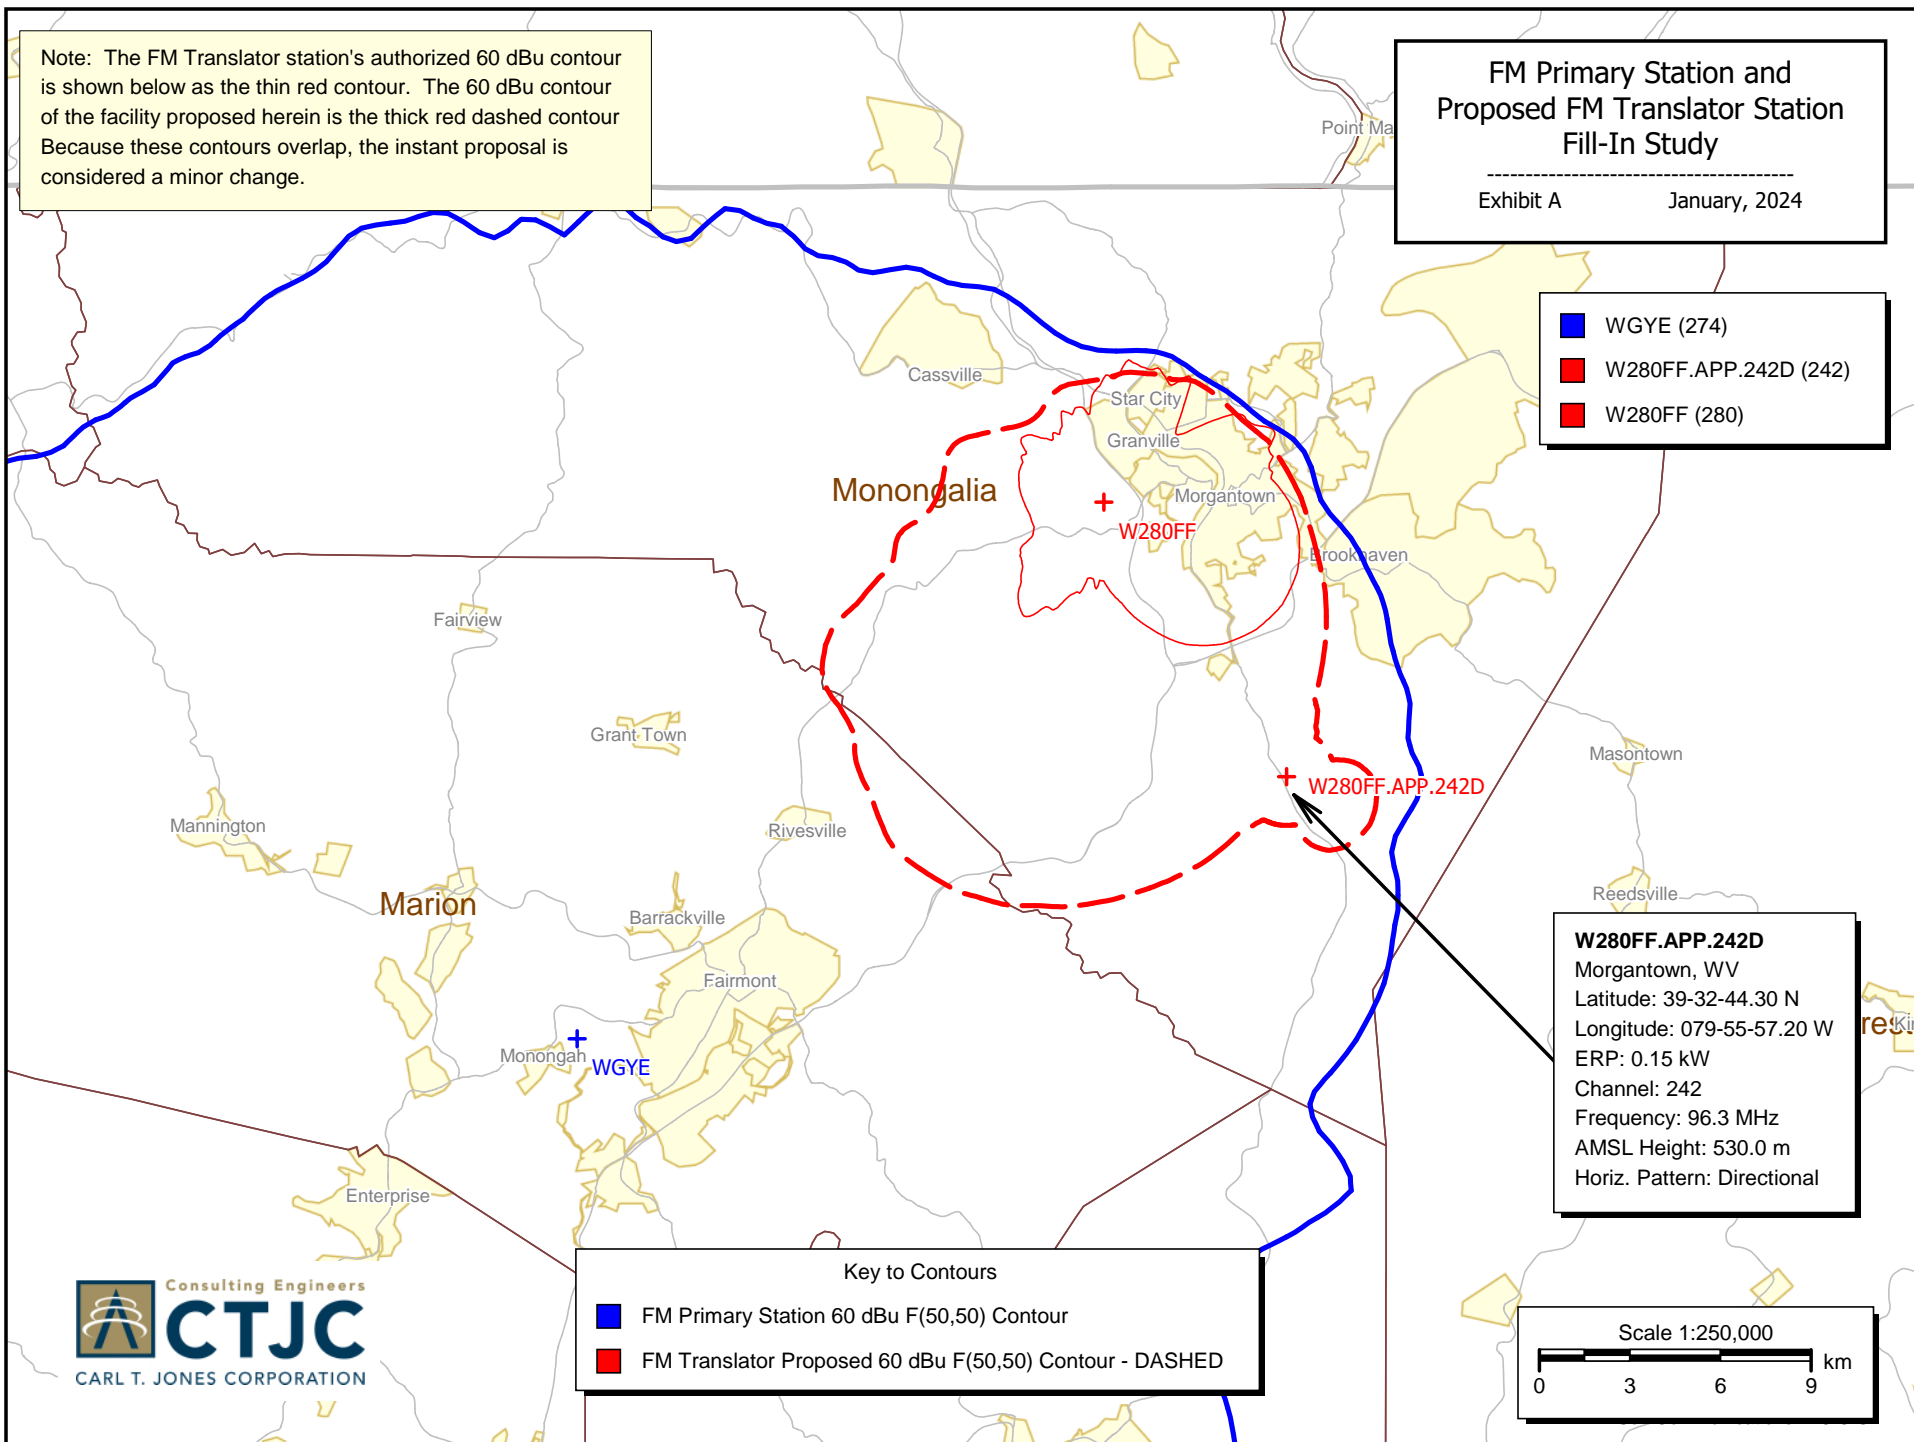 Note:  The FM Translator station's authorized 60 dBu contour
is shown below as the thin red contour.  The 60 dBu contour
of the facility proposed herein is the thick red dashed contour
Because these contours overlap, the instant proposal is
considered a minor change.
FM Primary Station and
Proposed FM Translator Station
Fill-In Study
----------------------------------------
Exhibit A January, 2024
Point Ma
WGYE (274)
W280FF.APP.242D (242)
W280FF (280)
Cassville
Star City
Granville
Monongalia
Morgantown
W280FF
Brookhaven
Fairview
Grant Town
Masontown
W280FF.APP.242D
Mannington
Rivesville
Reedsville
Marion
Barrackville
Fairmont
Monongah
WGYE
W280FF.APP.242D
Morgantown, WV
Latitude: 39-32-44.30 N
Longitude: 079-55-57.20 W
ERP: 0.15 kW
Channel: 242
Frequency: 96.3 MHz
AMSL Height: 530.0 m
Horiz. Pattern: Directional
res
Ki
Enterprise
Key to Contours
FM Primary Station 60 dBu F(50,50) Contour
FM Translator Proposed 60 dBu F(50,50) Contour - DASHED
Consulting Engineers
CTJC
CARL T. JONES CORPORATION
Scale 1:250,000
km
0 3 6 9